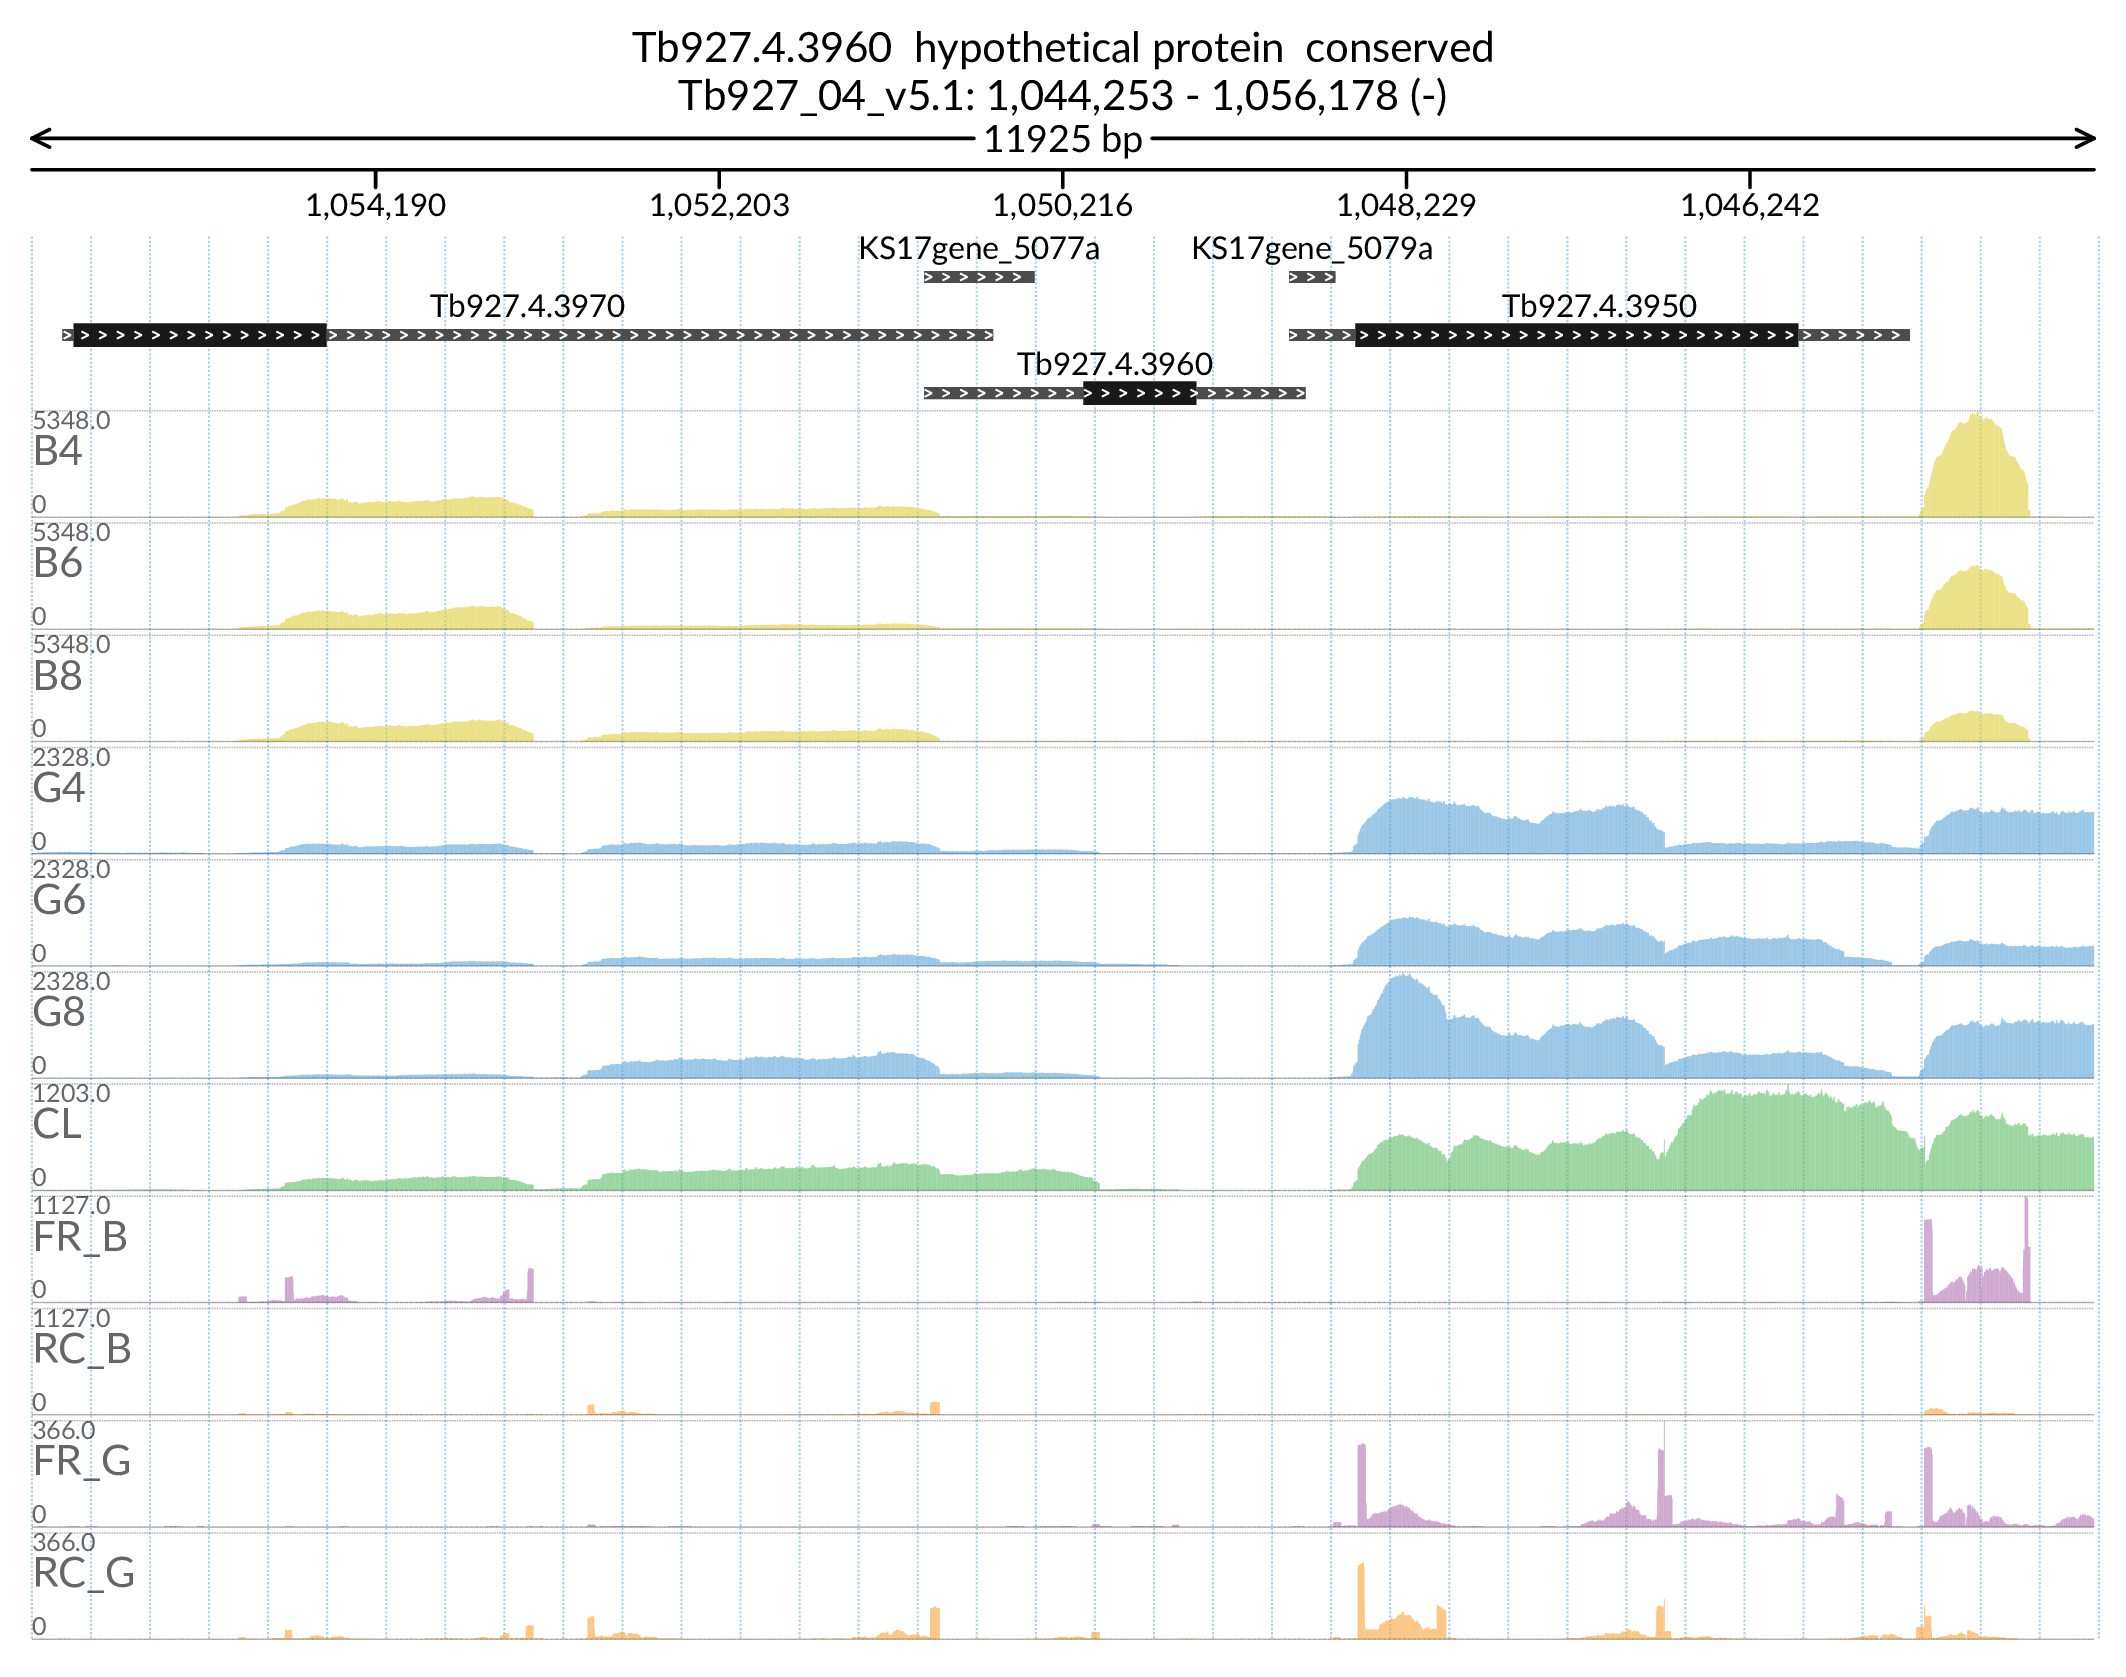 Tb927.4.3960  hypothetical protein  conserved
Tb927_04_v5.1: 1,044,253 - 1,056,178 (-)
11925 bp
1,054,190 1,052,203 1,050,216 1,048,229 1,046,242
KS17gene_5077a KS17gene_5079a
Tb927.4.3970 Tb927.4.3950
Tb927.4.3960
5348.0
B4
0
5348.0
B6
0
5348.0
B8
0
2328.0
G4
0
2328.0
G6
0
2328.0
G8
0
1203.0
CL
0
1127.0
FR_B
0
1127.0
RC_B
0
366.0
FR_G
0
366.0
RC_G
0